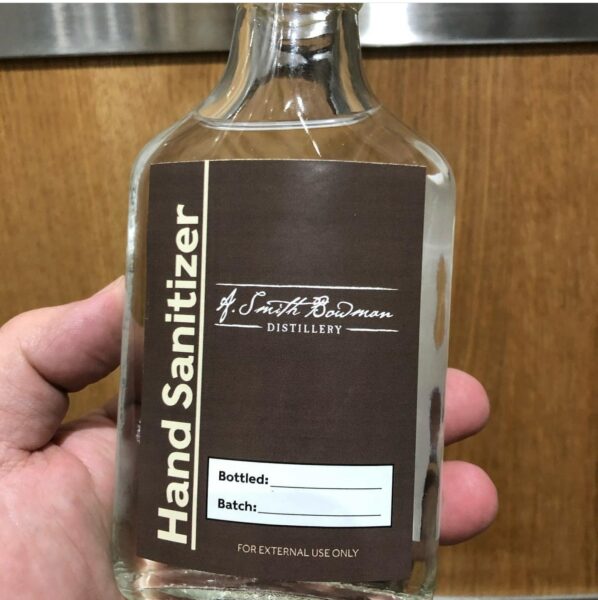 Hand Sanitizer
A. Smith Bowman
DISTILLERY
Bottled:
Batch:
FOR EXTERNAL USE ONLY